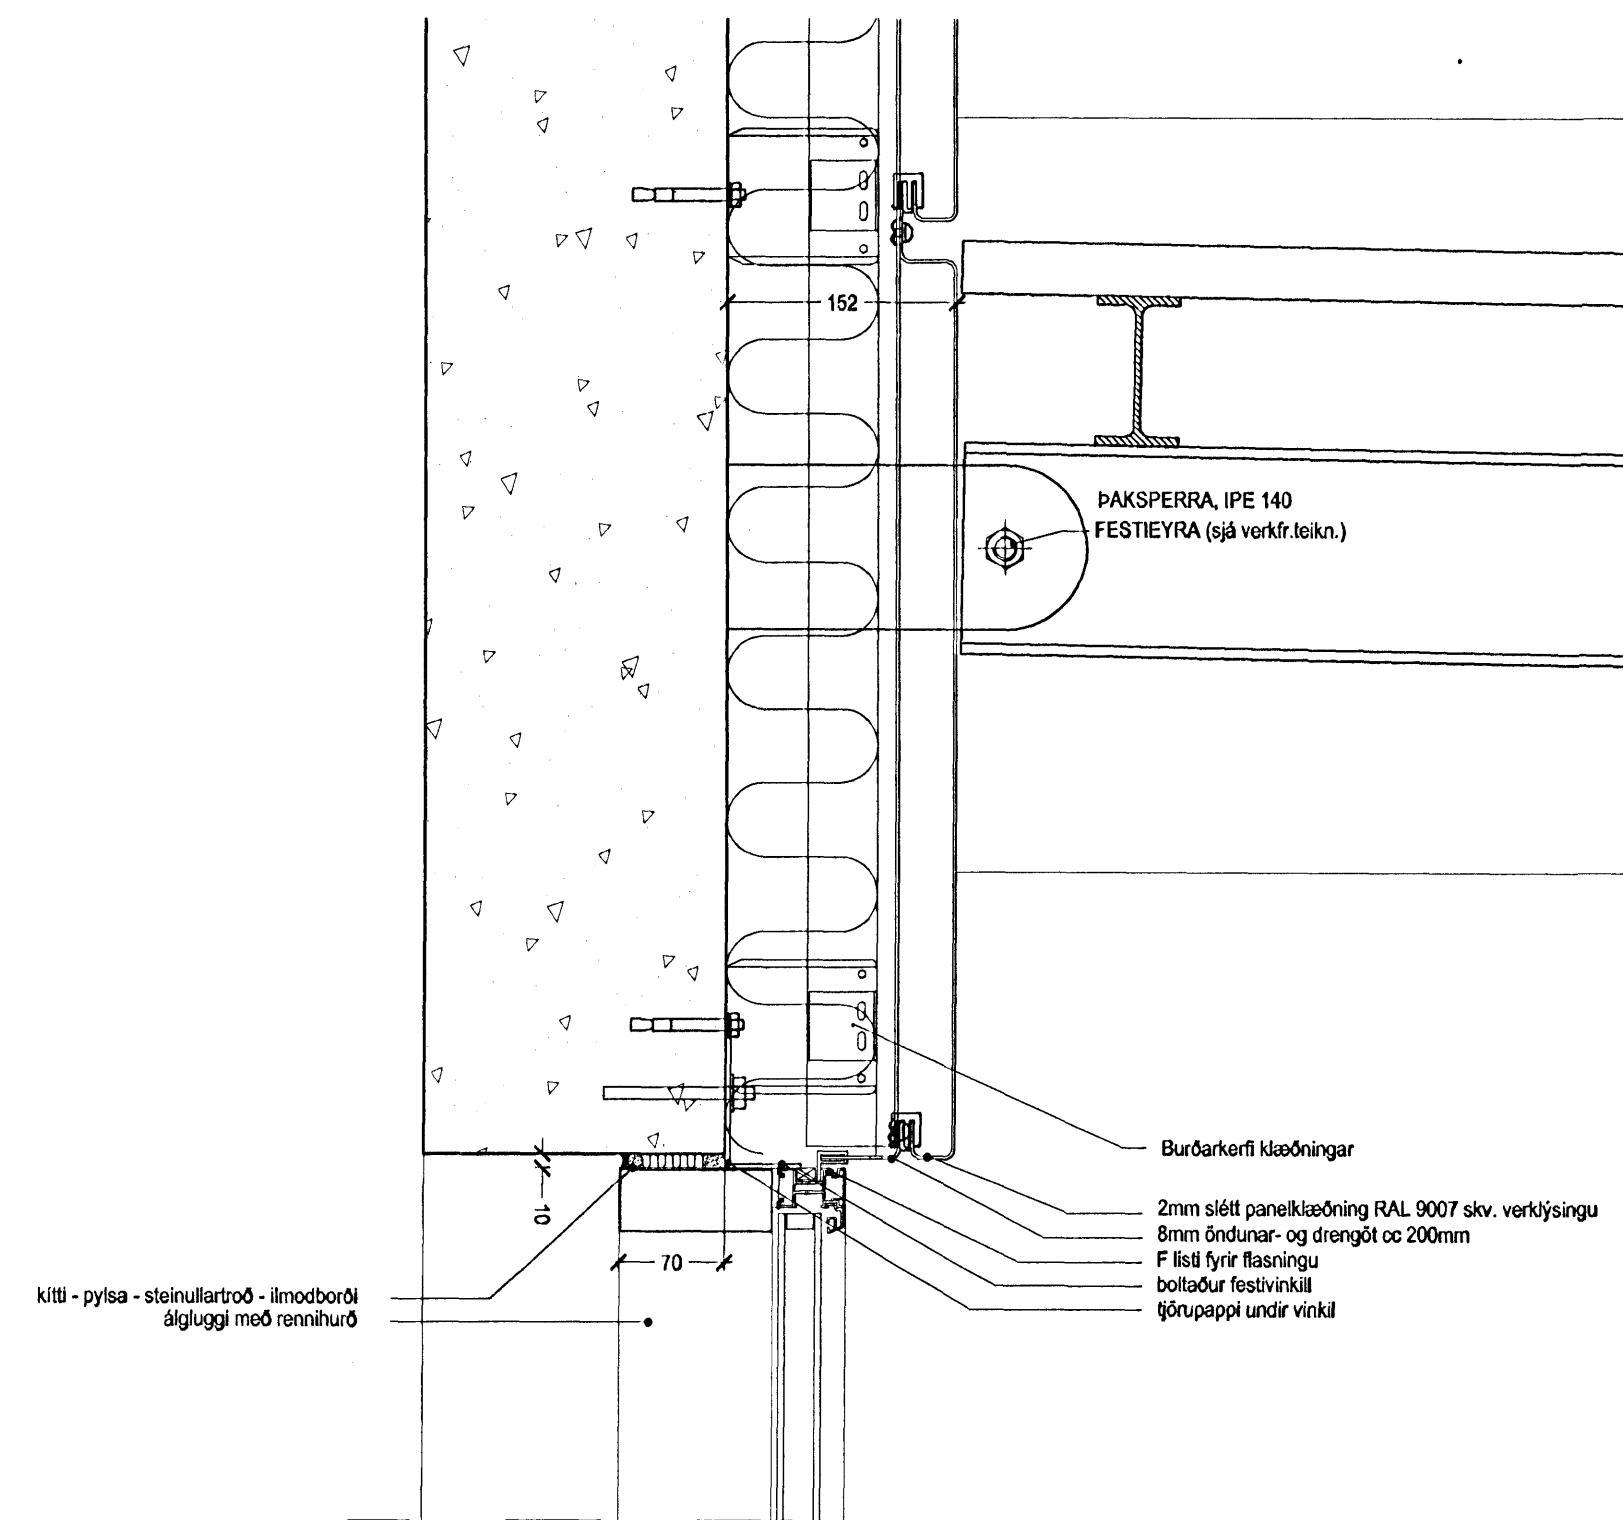 152
ÞAKSPERRA, IPE 140
FESTIEYRA (sjá verkfr.teikn.)
Burðarkerfi klæðningar
2mm slétt panelklæðning RAL 9007 skv. verklýsingu
8mm öndunar- og drengöt cc 200mm
F listi fyrir flasningu
boltaður festivinkill
tjörupappi undir vinkil
10
70
kítti - pylsa - steinullartroð - ilmodborði
álgluggi með rennihurð